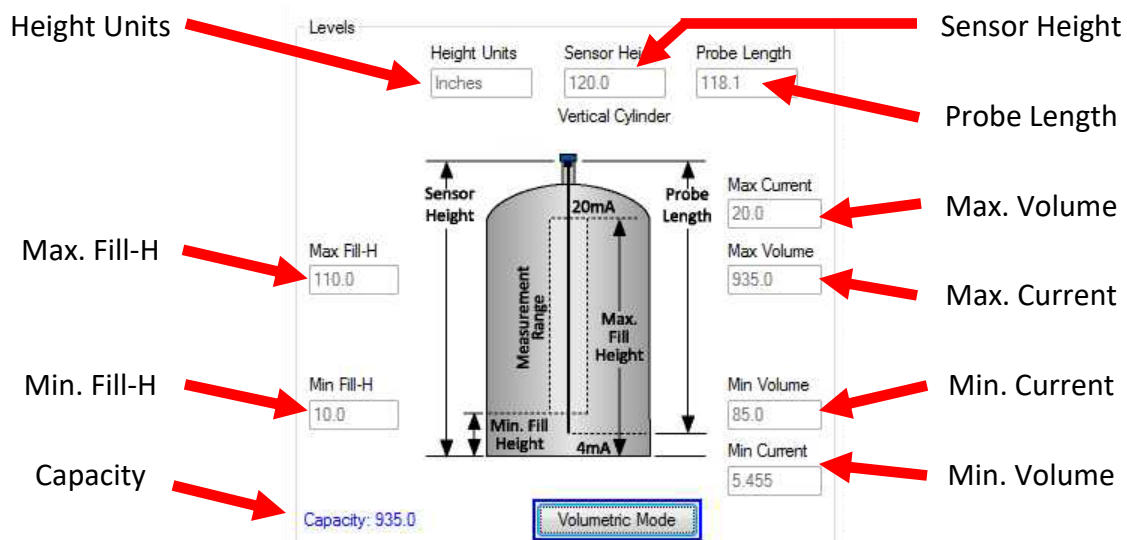 Height Units
Sensor Height
Levels
Height Units
Sensor Hei
Probe Length
Inches
120.0
118.1
Probe Length
Vertical Cylinder
Sensor
Height
20mA
Probe
Length
Max Current
20.0
Max. Volume
Max. Fill-H
Max Fill-H
110.0
Measurement
Range
Max.
Fill
Height
Max Volume
935.0
Max. Current
Min. Fill-H
Min Fill-H
10.0
Min. Fill
Height
4mA
Min Volume
85.0
Min. Current
Min Current
5.455
Min. Volume
Capacity
Capacity: 935.0
Volumetric Mode